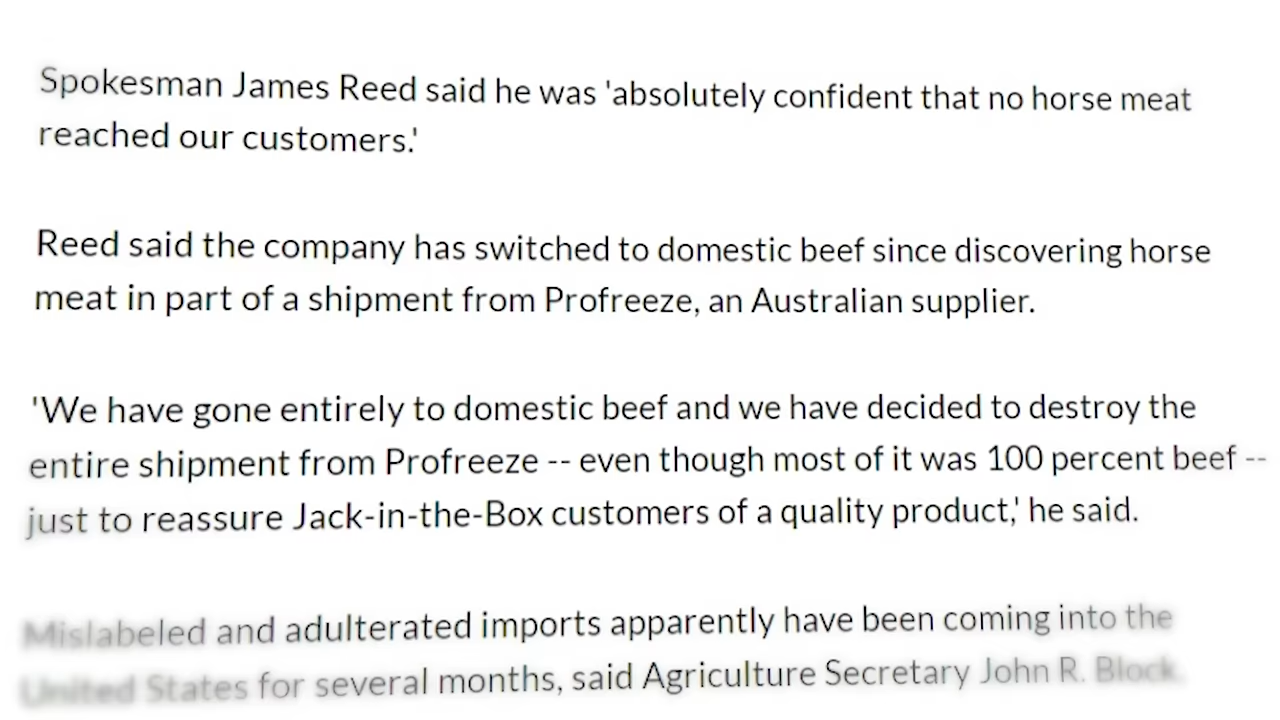 Spokesman James Reed said he was 'absolutely confident that no horse meat
reached our customers.'
Reed said the company has switched to domestic beef since discovering horse
meat in part of a shipment from Profreeze, an Australian supplier.
'We have gone entirely to domestic beef and we have decided to destroy the
entire shipment from Profreeze -- even though most of it was 100 percent beef --
just to reassure Jack-in-the-Box customers of a quality product,' he said.
Mislabeled and adulterated imports apparently have been coming into the
United States for several months, said Agriculture Secretary John R. Block.